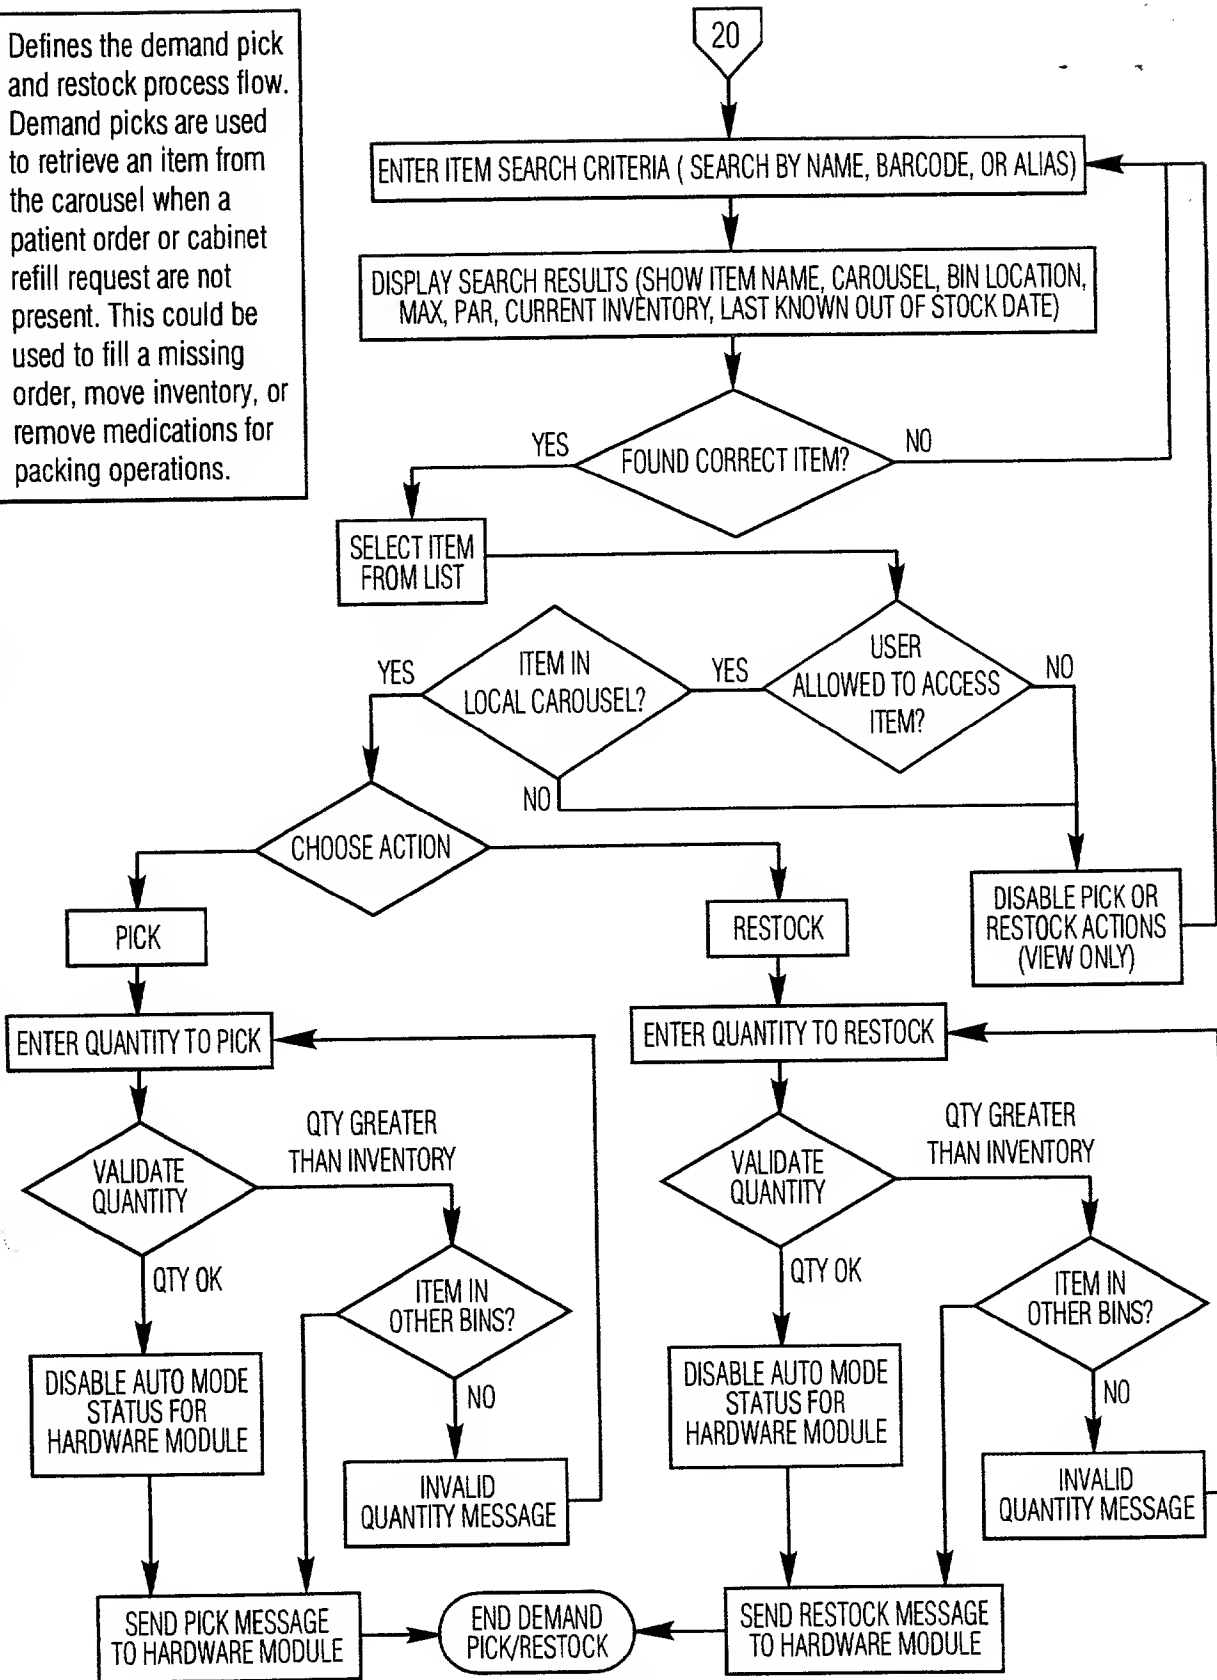 Defines the demand pick
and restock process flow.
Demand picks are used
to retrieve an item from
the carousel when a
patient order or cabinet
refill request are not
present. This could be
used to fill a missing
order, move inventory, or
remove medications for
packing operations.
20
ENTER ITEM SEARCH CRITERIA ( SEARCH BY NAME, BARCODE, OR ALIAS)
DISPLAY SEARCH RESULTS (SHOW ITEM NAME, CAROUSEL, BIN LOCATION,
MAX, PAR, CURRENT INVENTORY, LAST KNOWN OUT OF STOCK DATE)
YES
FOUND CORRECT ITEM?
NO
SELECT ITEM
FROM LIST
YES
ITEM IN
LOCAL CAROUSEL?
YES
USER
ALLOWED TO ACCESS
ITEM?
NO
NO
CHOOSE ACTION
DISABLE PICK OR
RESTOCK ACTIONS
(VIEW ONLY)
PICK
RESTOCK
ENTER QUANTITY TO PICK
ENTER QUANTITY TO RESTOCK
VALIDATE
QUANTITY
QTY GREATER
THAN INVENTORY
VALIDATE
QUANTITY
QTY GREATER
THAN INVENTORY
QTY OK
ITEM IN
OTHER BINS?
QTY OK
ITEM IN
OTHER BINS?
DISABLE AUTO MODE
STATUS FOR
HARDWARE MODULE
NO
DISABLE AUTO MODE
STATUS FOR
HARDWARE MODULE
NO
INVALID
QUANTITY MESSAGE
INVALID
QUANTITY MESSAGE
SEND PICK MESSAGE
TO HARDWARE MODULE
END DEMAND
PICK/RESTOCK
SEND RESTOCK MESSAGE
TO HARDWARE MODULE